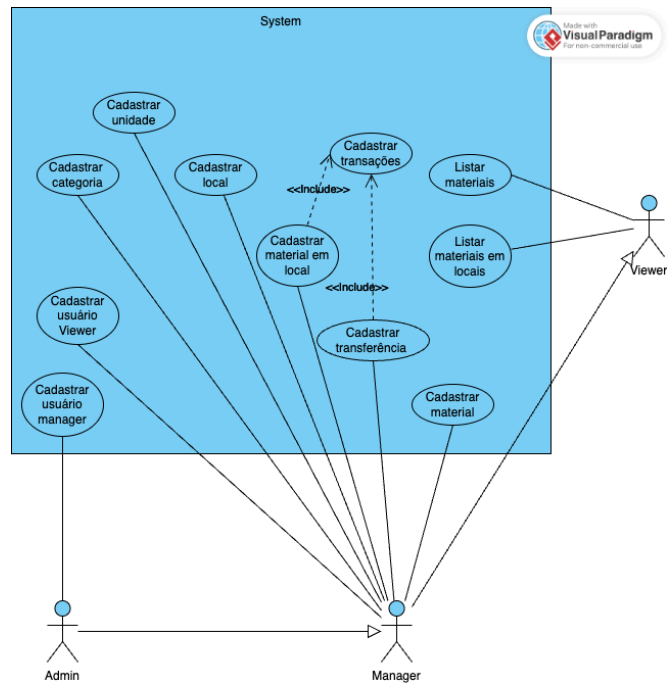 System
Made with
Visual Paradigm
For non-commercial use
Cadastrar
unidade
Cadastrar
categoria
Cadastrar
local
Cadastrar
transações
Listar
materiais
<<Include>>
Cadastrar
material em
local
Listar
materiais em
locais
Viewer
<<Include>>
Cadastrar
usuário
Viewer
Cadastrar
transferência
Cadastrar
usuário
manager
Cadastrar
material
Admin
Manager